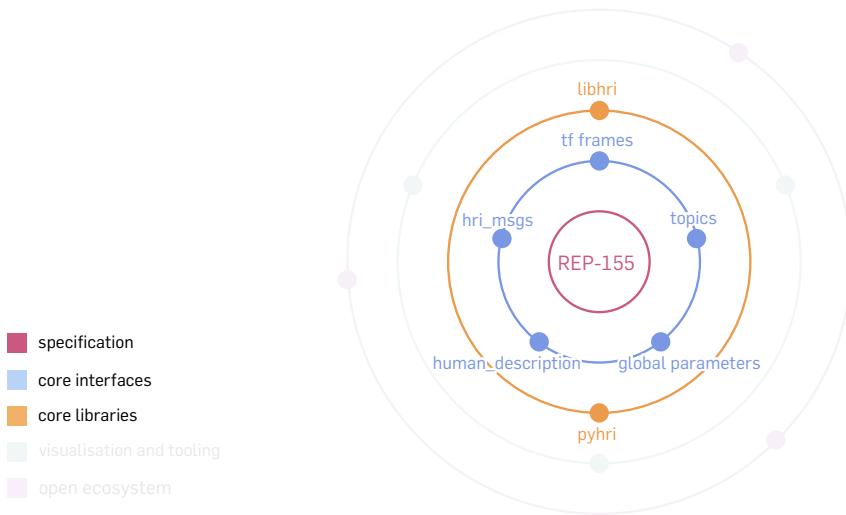 libhri
tf frames
hri_msgs
topics
REP-155
human_description
global parameters
pyhri
specification
core interfaces
core libraries
visualisation and tooling
open ecosystem